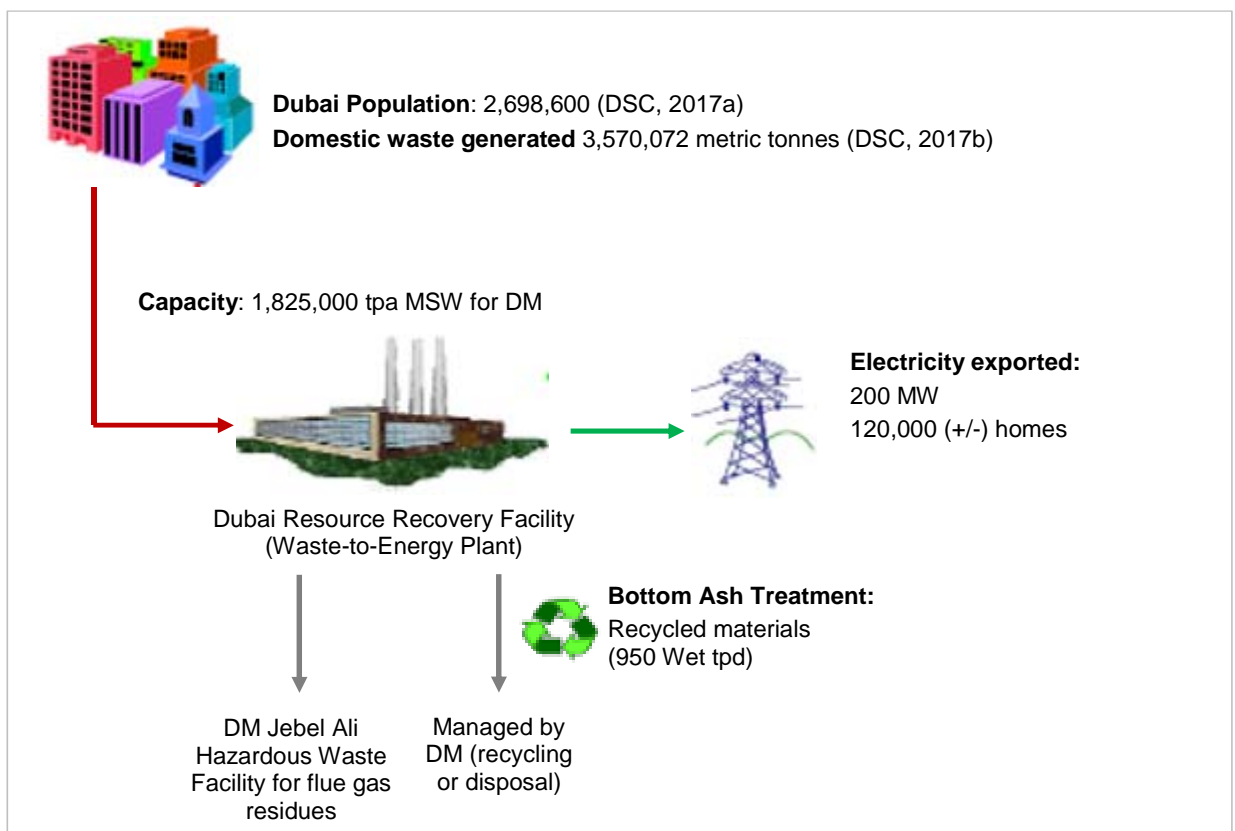 Dubai Population: 2,698,600 (DSC, 2017a)
Domestic waste generated 3,570,072 metric tonnes (DSC, 2017b)
Capacity: 1,825,000 tpa MSW for DM
Electricity exported:
200 MW
120,000 (+/-) homes
Dubai Resource Recovery Facility
(Waste-to-Energy Plant)
Bottom Ash Treatment:
Recycled materials
(950 Wet tpd)
DM Jebel Ali
Hazardous Waste
Facility for flue gas
residues
Managed by
DM (recycling
or disposal)